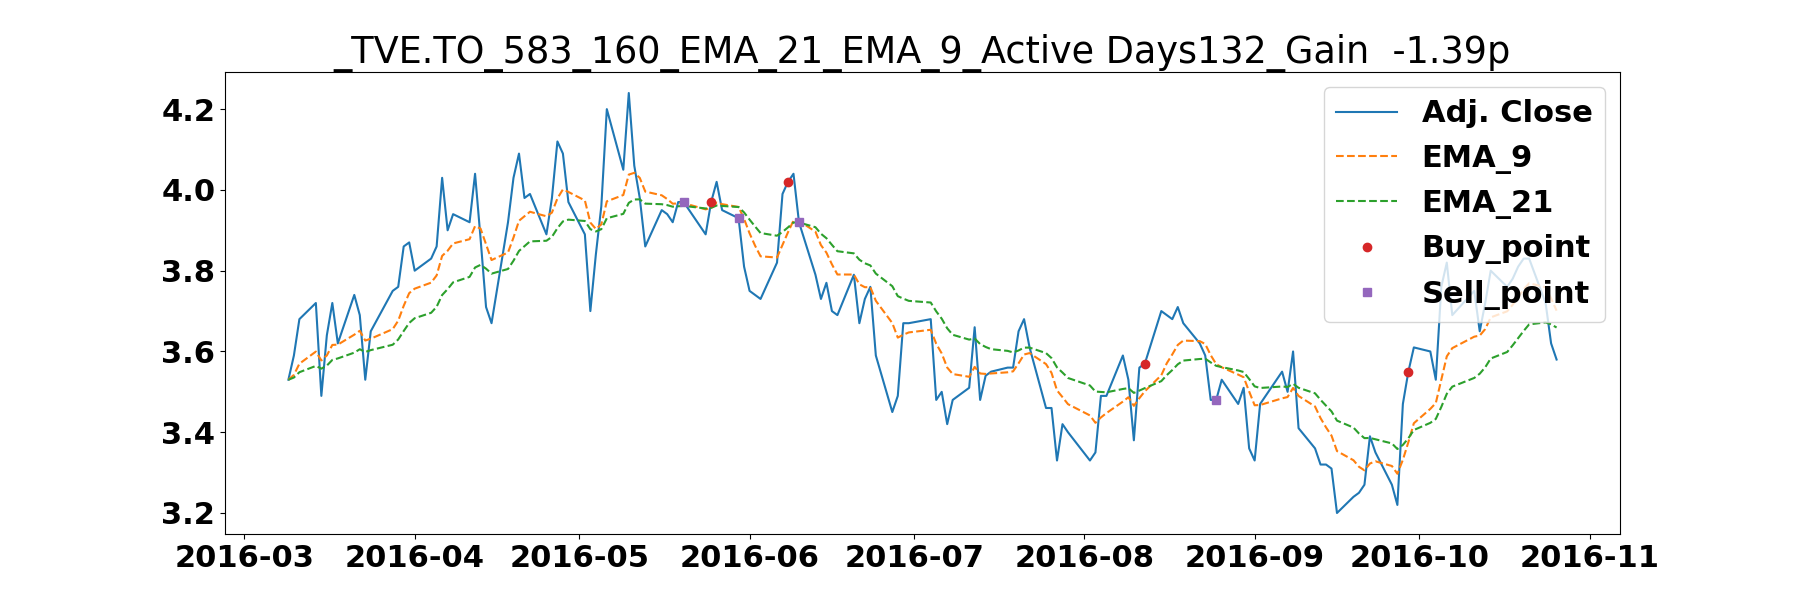 _TVE.TO_583_160_EMA_21_EMA_9_Active Days132_Gain  -1.39p
4.2
4.0
3.8
3.6
3.4
3.2
Adj. Close
EMA_9
EMA_21
Buy_point
Sell_point
2016-03 2016-04 2016-05 2016-06 2016-07 2016-08 2016-09 2016-10 2016-11